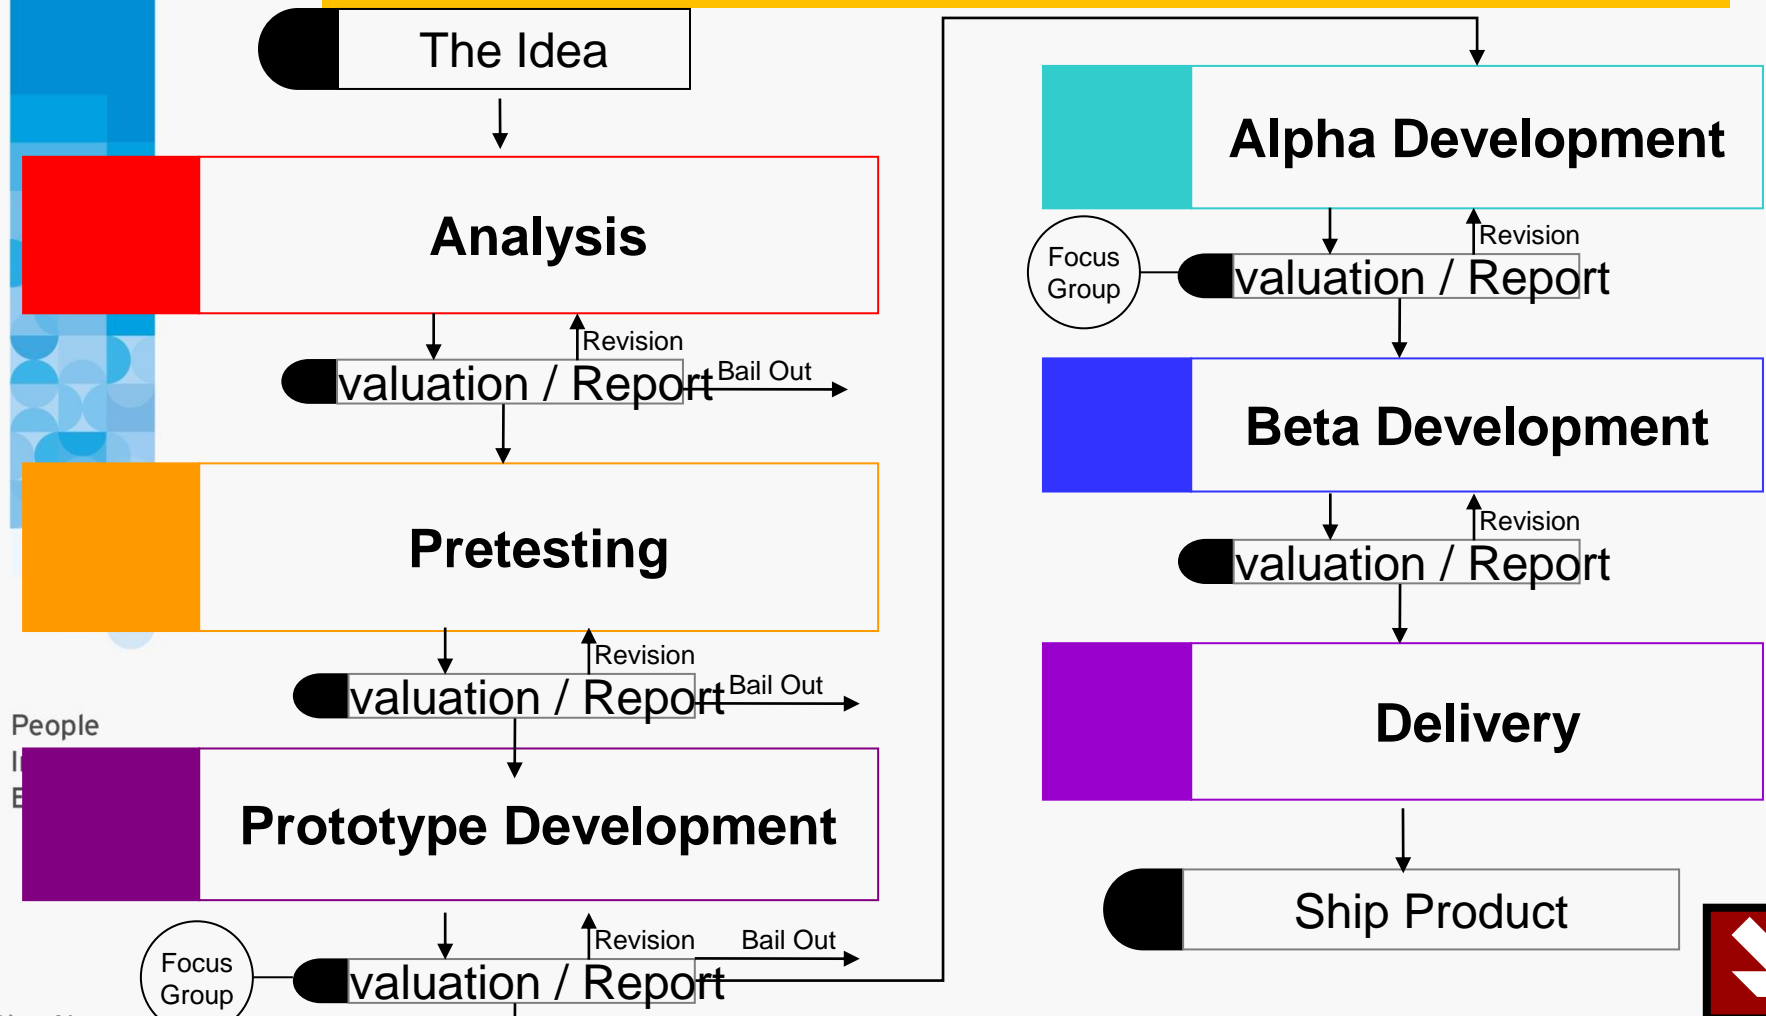 The Idea
Analysis
Revision
valuation / Report
Bail Out
Pretesting
Revision
valuation / Report
Bail Out
People
Prototype Development
Revision
Bail Out
Focus
Group
valuation / Report
Alpha Development
Revision
Focus
Group
valuation / Report
Beta Development
Revision
valuation / Report
Delivery
Ship Product